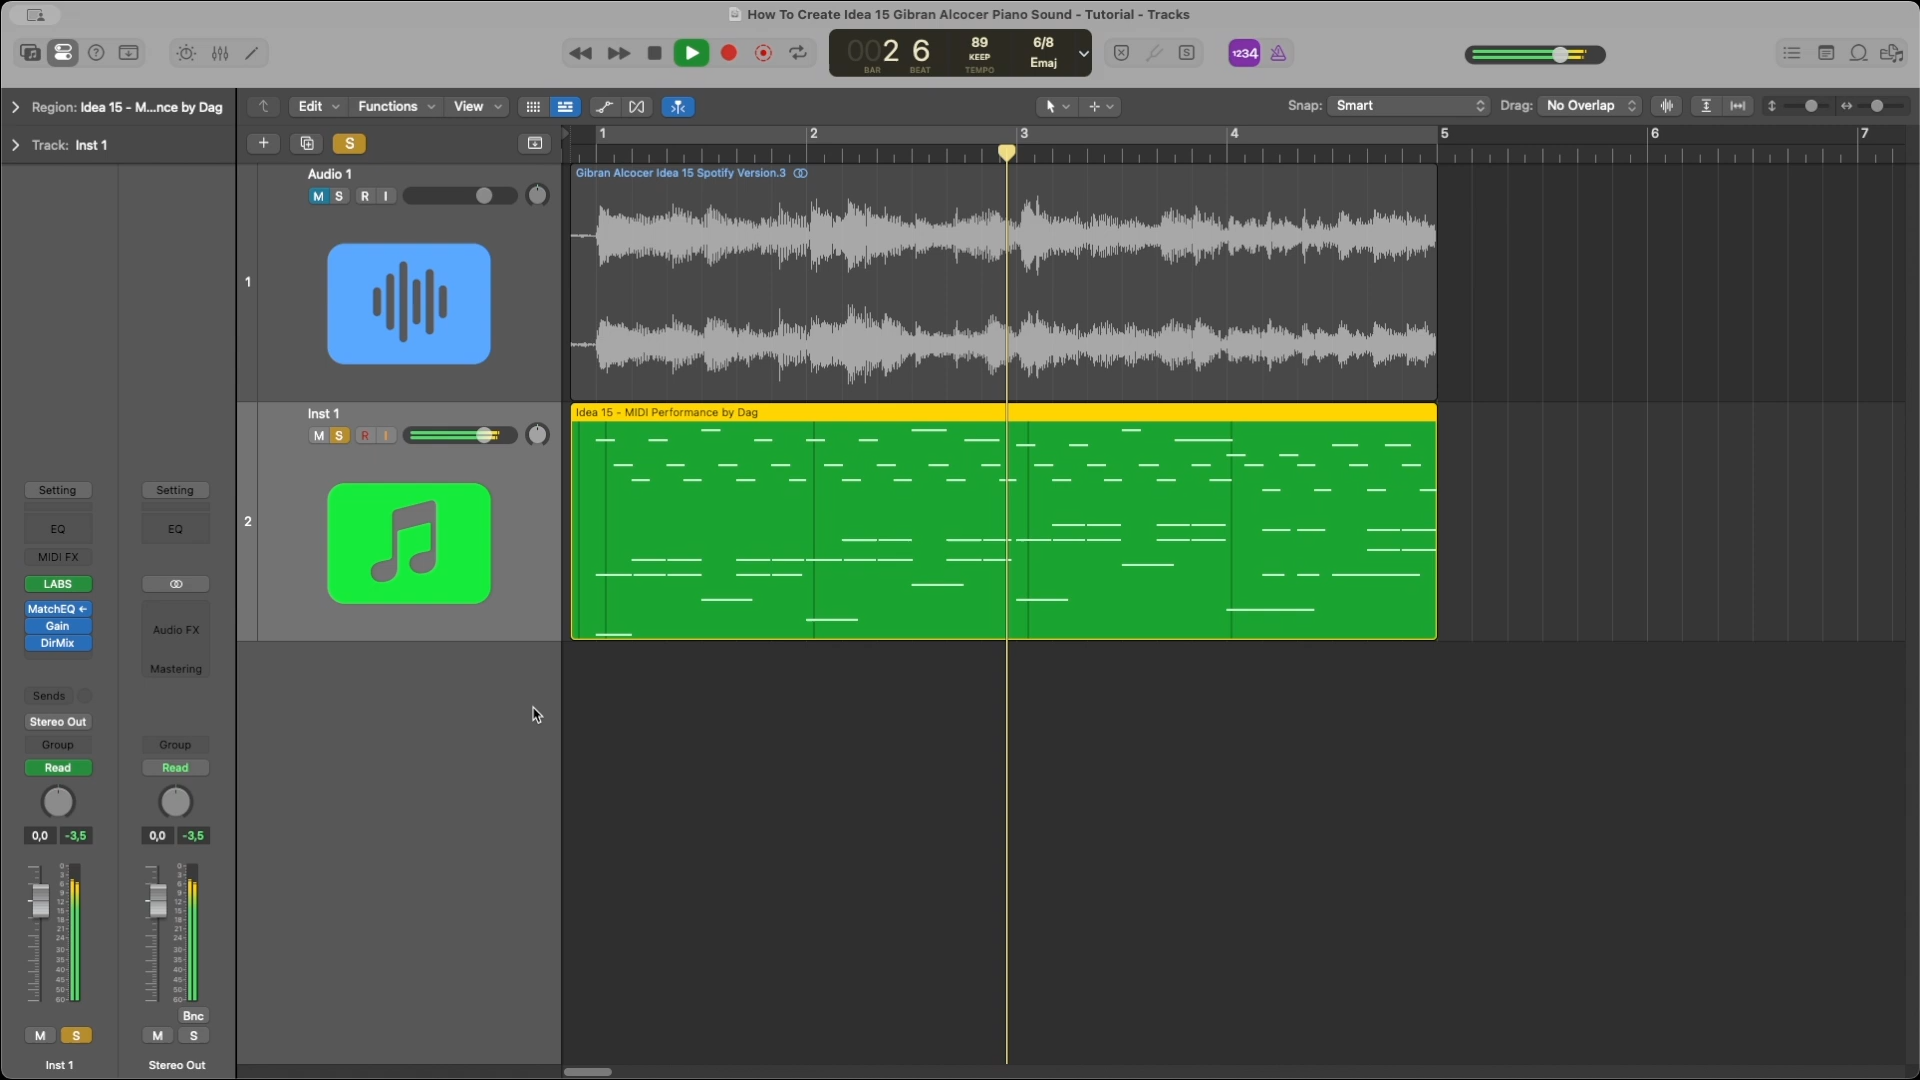 How To Create Idea 15 Gibran Alcocer Piano Sound - Tutorial - Tracks
002 6
BAR
BEAT
89
KEEP
TEMPO
6/8
Emaj
1234
Region: Idea 15 - M...nce by Dag
Edit
Functions
View
Snap: Smart
Drag: No Overlap
Track: Inst 1
S
1
2
3
4
5
6
7
Audio 1
M S R I
Gibran Alcocer Idea 15 Spotify Version.3
1
Inst 1
M S R I
Idea 15 - MIDI Performance by Dag
2
Setting
Setting
EQ
EQ
MIDI FX
LABS
MatchEQ
Gain
DirMix
Audio FX
Mastering
Sends
Stereo Out
Group
Group
Read
Read
0,0 -3,5
0,0 -3,5
Bnc
M S
M S
Inst 1
Stereo Out